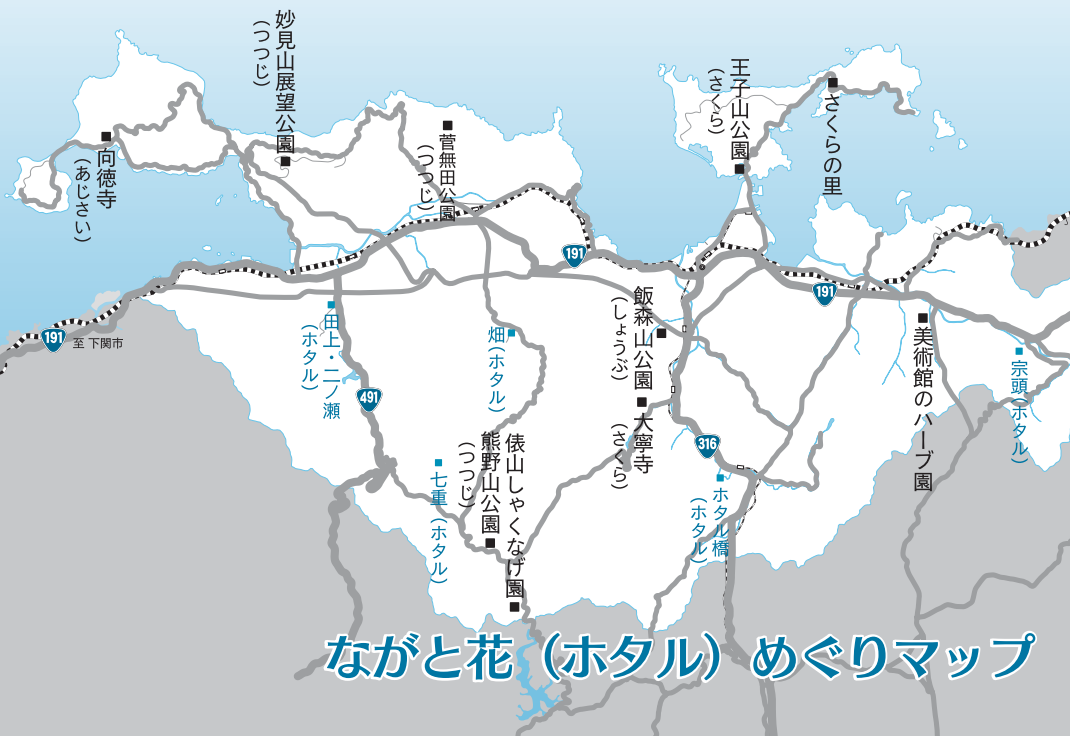 妙見山展望公園
（つつじ）
向徳寺
（あじさい）
菅無田公園
（つつじ）
王子山公園
（さくら）
さくらの里
191
191
191
至 下関市
田上・二ノ瀬
（ホタル）
畑（ホタル）
飯森山公園
（しょうぶ）
大寧寺
（さくら）
美術館のハーブ園
宗頭（ホタル）
491
316
七重（ホタル）
熊野山公園
（つつじ）
俵山しゃくなげ園
ホタル橋
（ホタル）
ながと花（ホタル）めぐりマップ